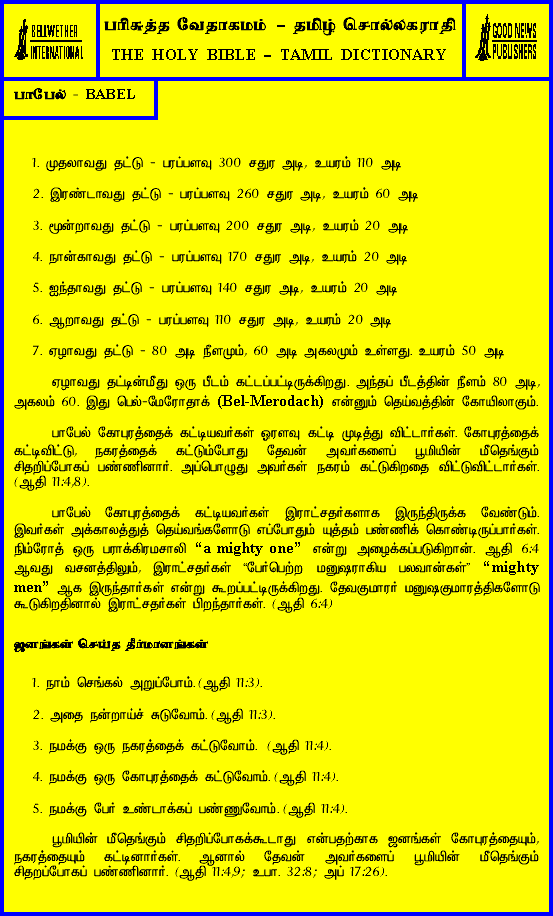 BELLWETHER
INTERNATIONAL
பரிசுத்த வேதாகமம் – தமிழ் சொல்லகராதி
THE HOLY BIBLE – TAMIL DICTIONARY
GOOD NEWS
PUBLISHERS
பாபேல் - BABEL
1. முதலாவது தட்டு - பரப்பளவு 300 சதுர அடி, உயரம் 110 அடி
2. இரண்டாவது தட்டு - பரப்பளவு 260 சதுர அடி, உயரம் 60 அடி
3. மூன்றாவது தட்டு - பரப்பளவு 200 சதுர அடி, உயரம் 20 அடி
4. நான்காவது தட்டு - பரப்பளவு 170 சதுர அடி, உயரம் 20 அடி
5. ஐந்தாவது தட்டு - பரப்பளவு 140 சதுர அடி, உயரம் 20 அடி
6. ஆறாவது தட்டு - பரப்பளவு 110 சதுர அடி, உயரம் 20 அடி
7. ஏழாவது தட்டு - 80 அடி நீளமும், 60 அடி அகலமும் உள்ளது. உயரம் 50 அடி
ஏழாவது தட்டின்மீது ஒரு பீடம் கட்டப்பட்டிருக்கிறது. அந்தப் பீடத்தின் நீளம் 80 அடி,
அகலம் 60. இது பெல்-மேரோதாக் (Bel-Merodach) என்னும் தெய்வத்தின் கோயிலாகும்.
பாபேல் கோபுரத்தைக் கட்டியவர்கள் ஓரளவு கட்டி முடித்து விட்டார்கள். கோபுரத்தைக்
கட்டிவிட்டு, நகரத்தைக் கட்டும்போது தேவன் அவர்களைப் பூமியின் மீதெங்கும்
சிதறிப்போகப் பண்ணினார். அப்பொழுது அவர்கள் நகரம் கட்டுகிறதை விட்டுவிட்டார்கள்.
(ஆதி 11:4,8).
பாபேல் கோபுரத்தைக் கட்டியவர்கள் இராட்சதர்களாக இருந்திருக்க வேண்டும்.
இவர்கள் அக்காலத்துத் தெய்வங்களோடு எப்போதும் யுத்தம் பண்ணிக் கொண்டிருப்பார்கள்.
நிம்ரோத் ஒரு பராக்கிரமசாலி “a mighty one” என்று அழைக்கப்படுகிறான். ஆதி 6:4
ஆவது வசனத்திலும், இராட்சதர்கள் “பேர்பெற்ற மனுஷராகிய பலவான்கள்” “mighty
men” ஆக இருந்தார்கள் என்று கூறப்பட்டிருக்கிறது. தேவகுமாரர் மனுஷகுமாரத்திகளோடு
கூடுகிறதினால் இராட்சதர்கள் பிறந்தார்கள். (ஆதி 6:4)
ஜனங்கள் செய்த தீர்மானங்கள்
1. நாம் செங்கல் அறுப்போம். (ஆதி 11:3).
2. அதை நன்றாய்ச் சுடுவோம். (ஆதி 11:3).
3. நமக்கு ஒரு நகரத்தைக் கட்டுவோம். (ஆதி 11:4).
4. நமக்கு ஒரு கோபுரத்தைக் கட்டுவோம். (ஆதி 11:4).
5. நமக்கு பேர் உண்டாக்கப் பண்ணுவோம். (ஆதி 11:4).
பூமியின் மீதெங்கும் சிதறிப்போகக்கூடாது என்பதற்காக ஜனங்கள் கோபுரத்தையும்,
நகரத்தையும் கட்டினார்கள். ஆனால் தேவன் அவர்களைப் பூமியின் மீதெங்கும்
சிதறப்போகப் பண்ணினார். (ஆதி 11:4,9; உபா. 32:8; அப் 17:26).